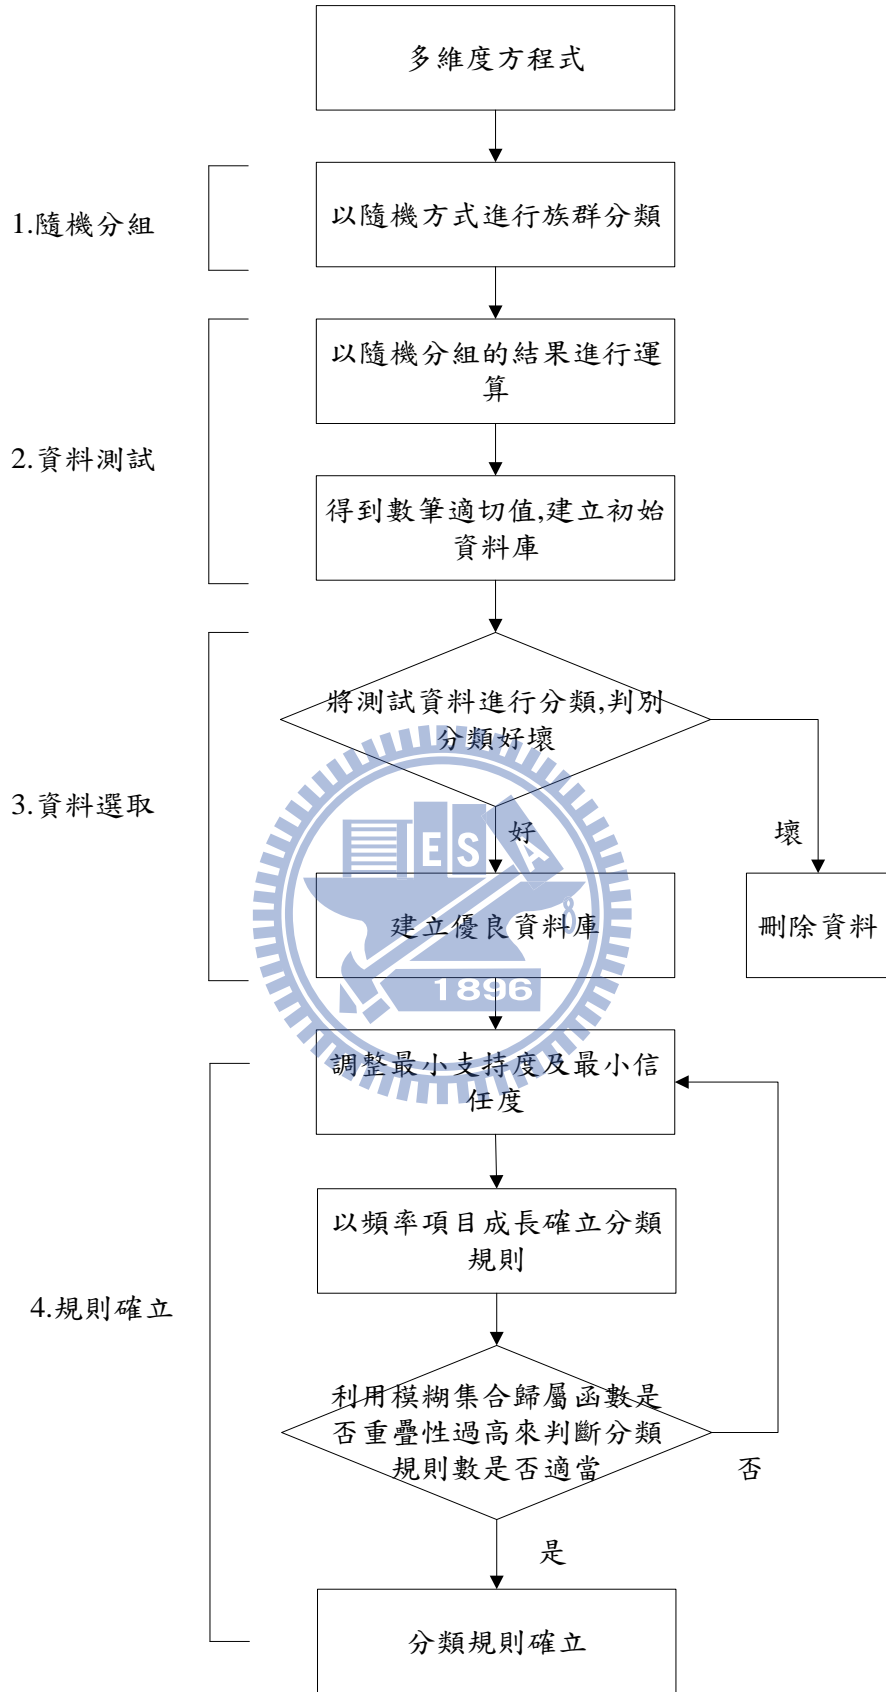 多維度方程式
1.隨機分組
以隨機方式進行族群分類
以隨機分組的結果進行運
算
2.資料測試
得到數筆適切值,建立初始
資料庫
將測試資料進行分類,判別
分類好壞
3.資料選取
好
壞
E S A
建立優良資料庫
刪除資料
1896
調整最小支持度及最小信
任度
以頻率項目成長確立分類
規則
4.規則確立
利用模糊集合歸屬函數是
否重疊性過高來判斷分類
規則數是否適當
否
是
分類規則確立